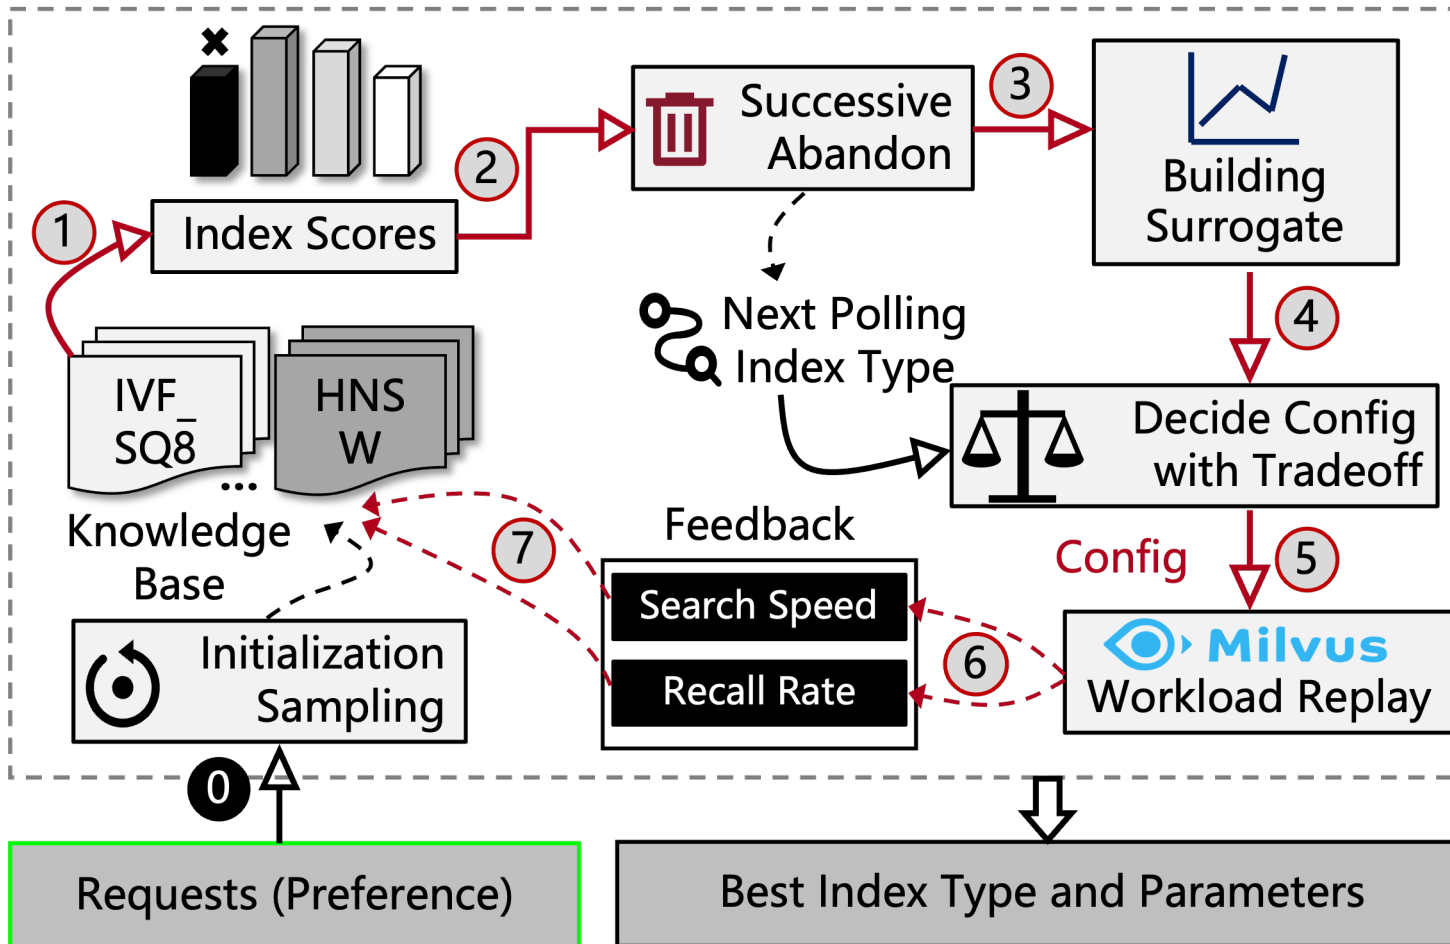 1
Index Scores
2
Successive
Abandon
3
Building
Surrogate
4
Next Polling
Index Type
IVF_
SQ8
...
HNS
W
Knowledge
Base
Decide Config
with Tradeoff
Config
5
Milvus
Workload Replay
6
Feedback
Search Speed
Recall Rate
7
Initialization
Sampling
0
Requests (Preference)
Best Index Type and Parameters